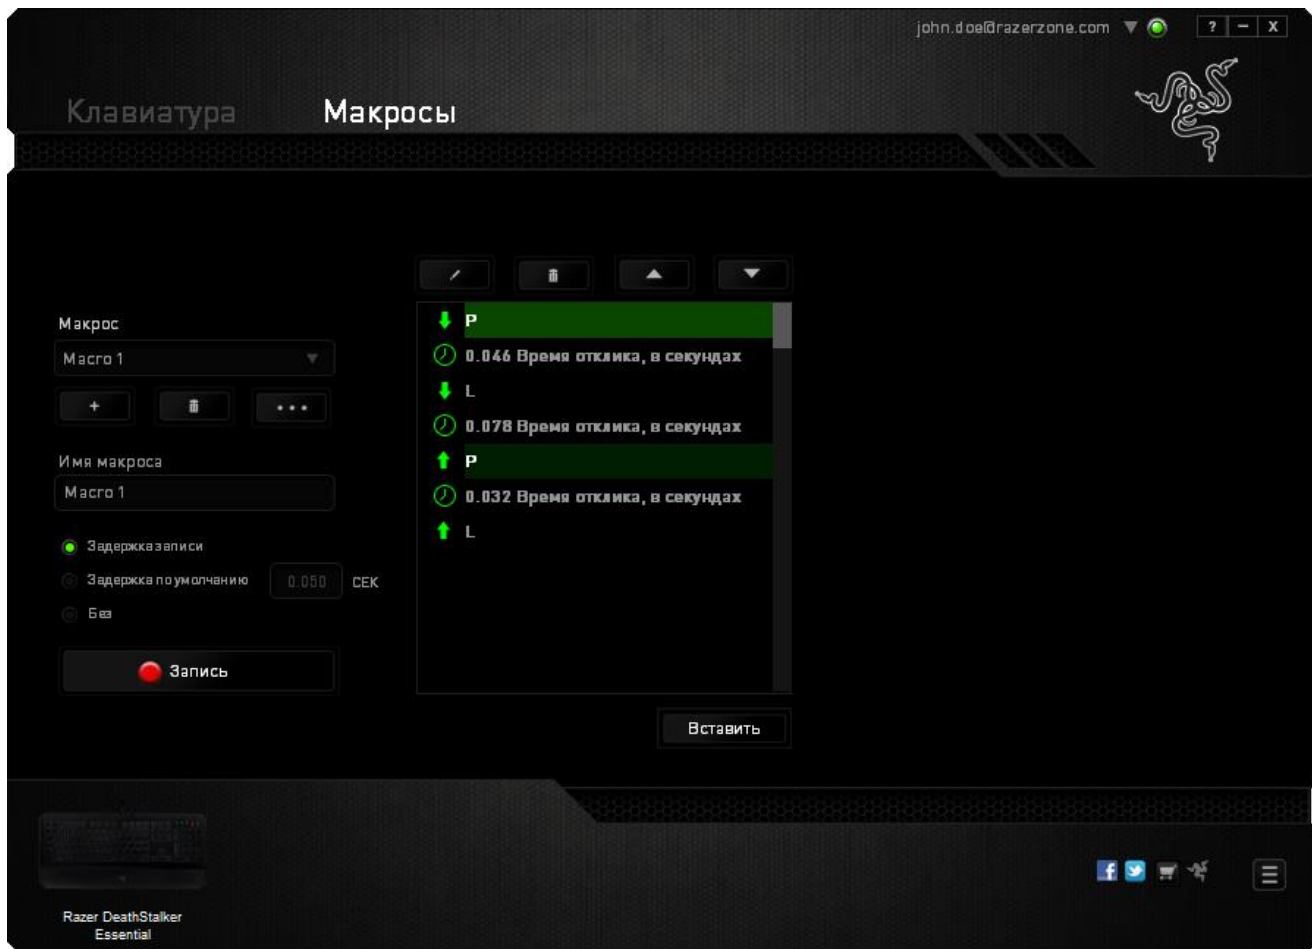 john.doe@razerzone.com
? – X
Клавиатура
Макросы
Макрос
Macro 1
+
...
Имя макроса
Macro 1
Задержка записи
Задержка по умолчанию 0.050 СЕК
Без
Запись
P
0.046 Время отклика, в секундах
L
0.078 Время отклика, в секундах
P
0.032 Время отклика, в секундах
L
Вставить
Razer DeathStalker
Essential